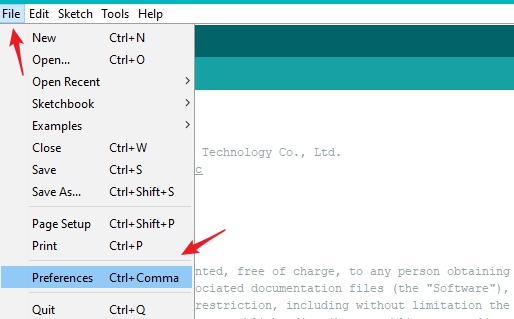 File Edit Sketch Tools Help
New Ctrl+N
Open... Ctrl+O
Open Recent
Sketchbook
Examples
Close Ctrl+W
Save Ctrl+S
Save As... Ctrl+Shift+S
Page Setup Ctrl+Shift+P
Print Ctrl+P
Preferences Ctrl+Comma
Quit Ctrl+Q
Technology Co., Ltd.
c
nted, free of charge, to any person obtaining
ociated documentation files (the "Software"),
restriction, including without limitation the